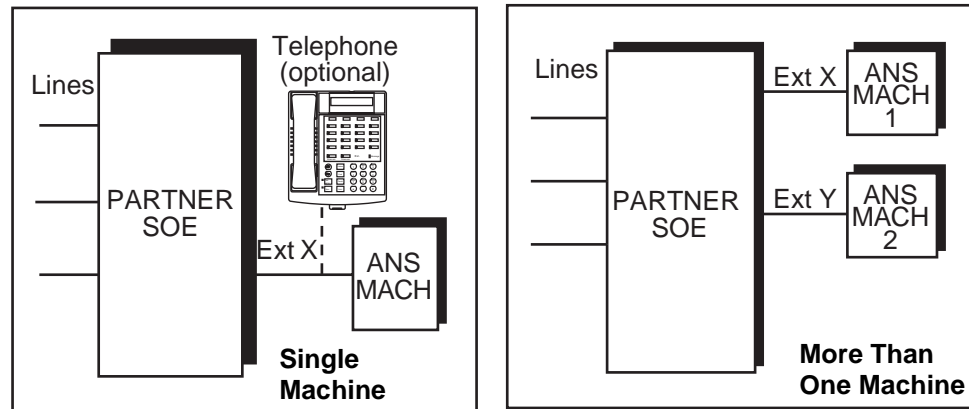 Telephone
(optional)
Lines
PARTNER
SOE
Ext X
ANS
MACH
Single
Machine
Lines
Ext X
ANS
MACH
1
PARTNER
SOE
Ext Y
ANS
MACH
2
More Than
One Machine